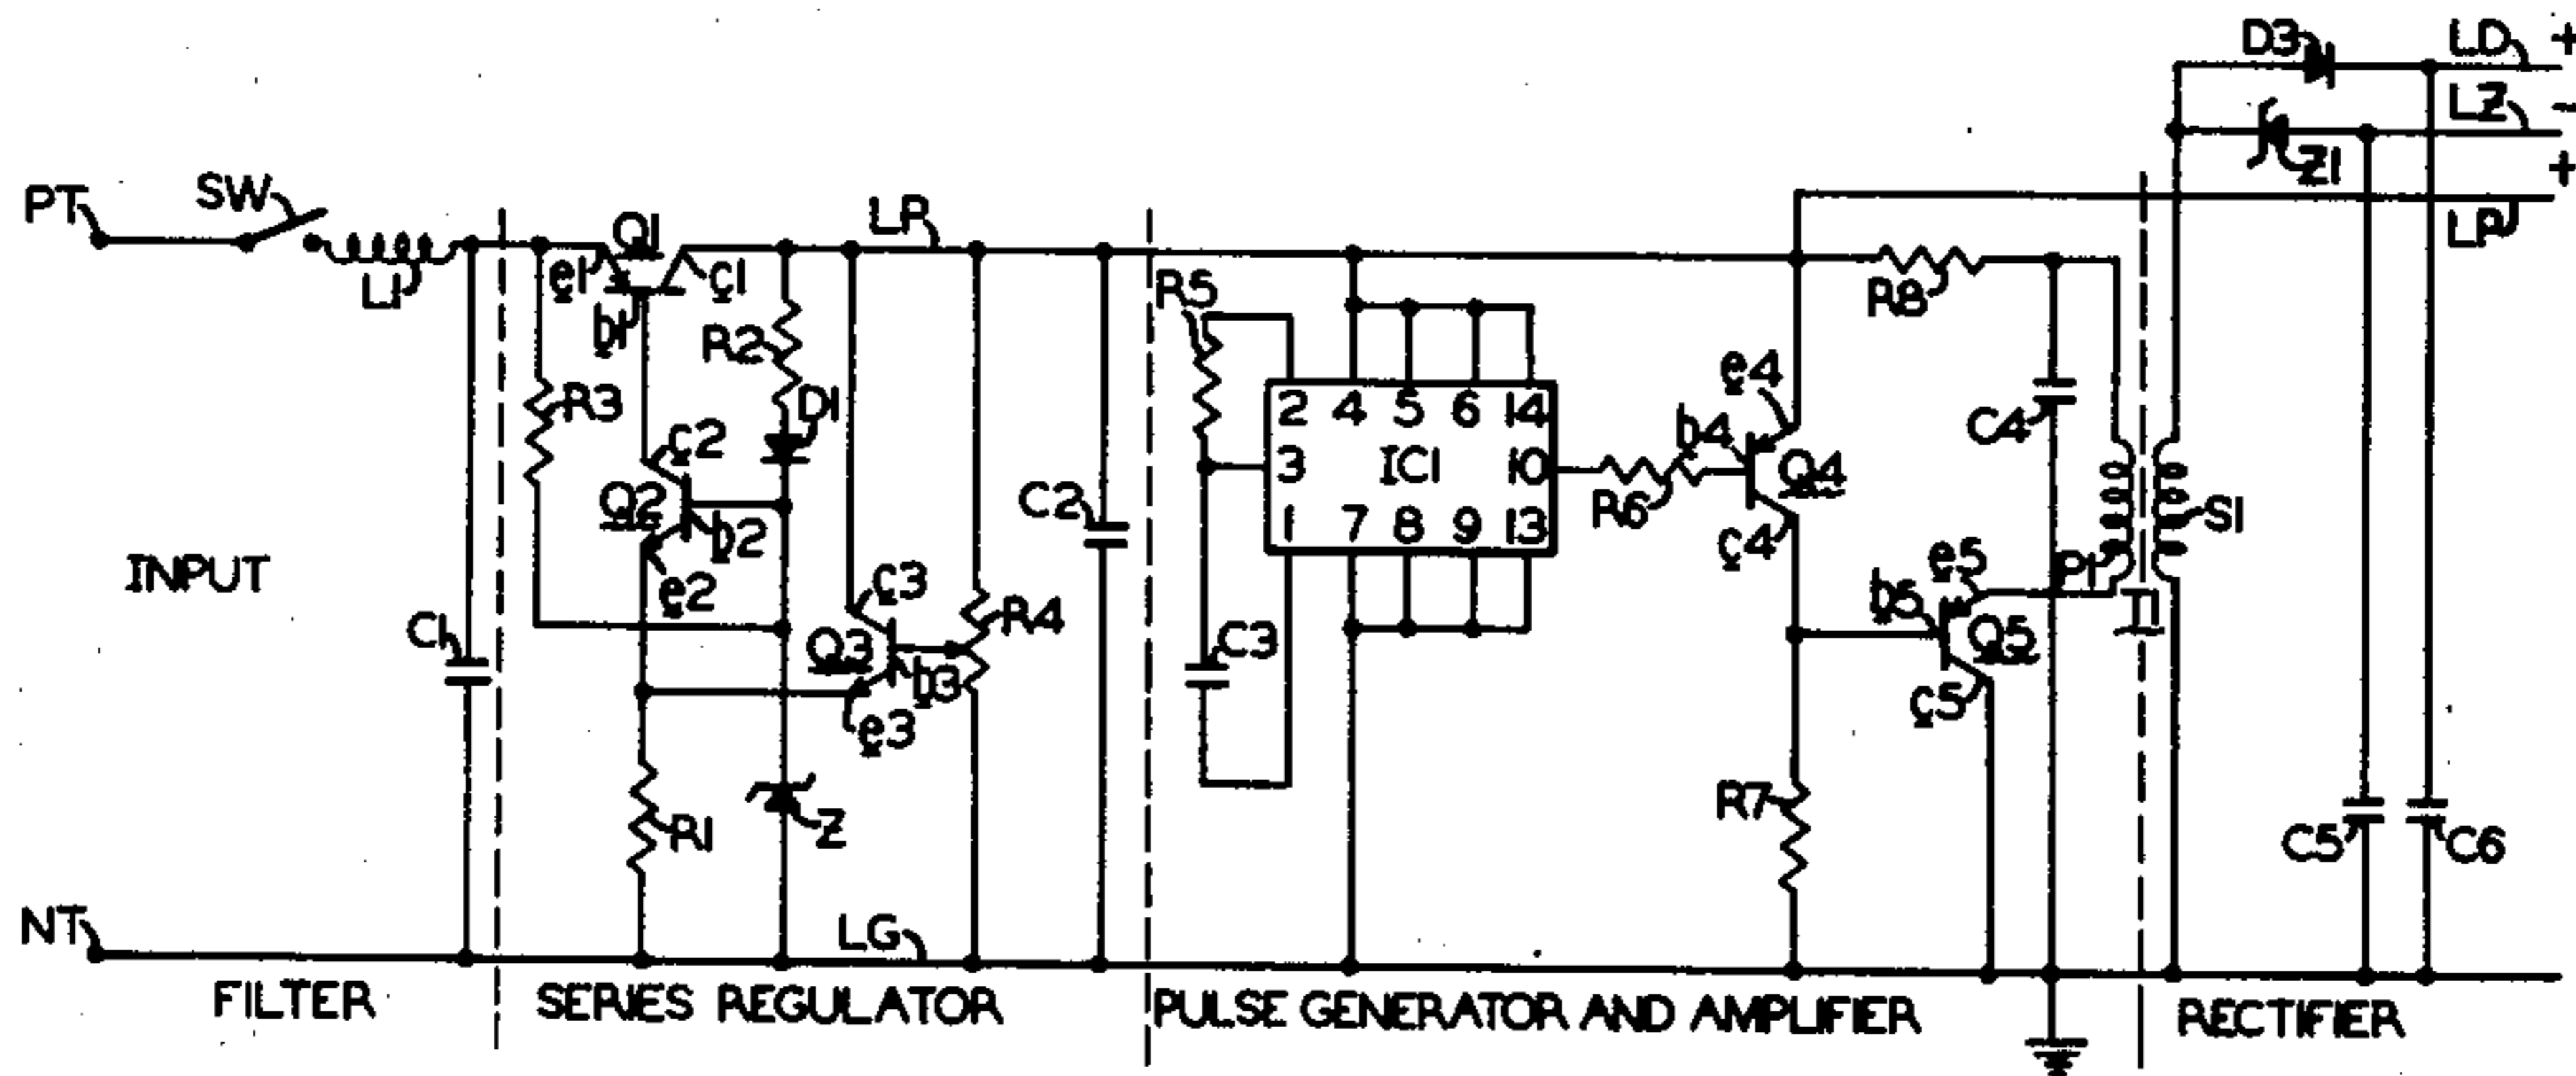 D3 LD +
LZ -
Z1 +
LP
PT SW L1 Q1 e1 b1 c1 LP
R3 R2 D1 R5 R8
c2 Q2 b2 e2 C2
2 4 5 6 14
3 IC1 10
1 7 8 9 13
R6 b4 e4 Q4 c4 C4
INPUT C1 c3 Q3 b3 e3 R4 C3
b5 e5 Q5 c5 P1 T1 S1
R1 Z R7 C5 C6
NT LG
FILTER SERIES REGULATOR PULSE GENERATOR AND AMPLIFIER RECTIFIER